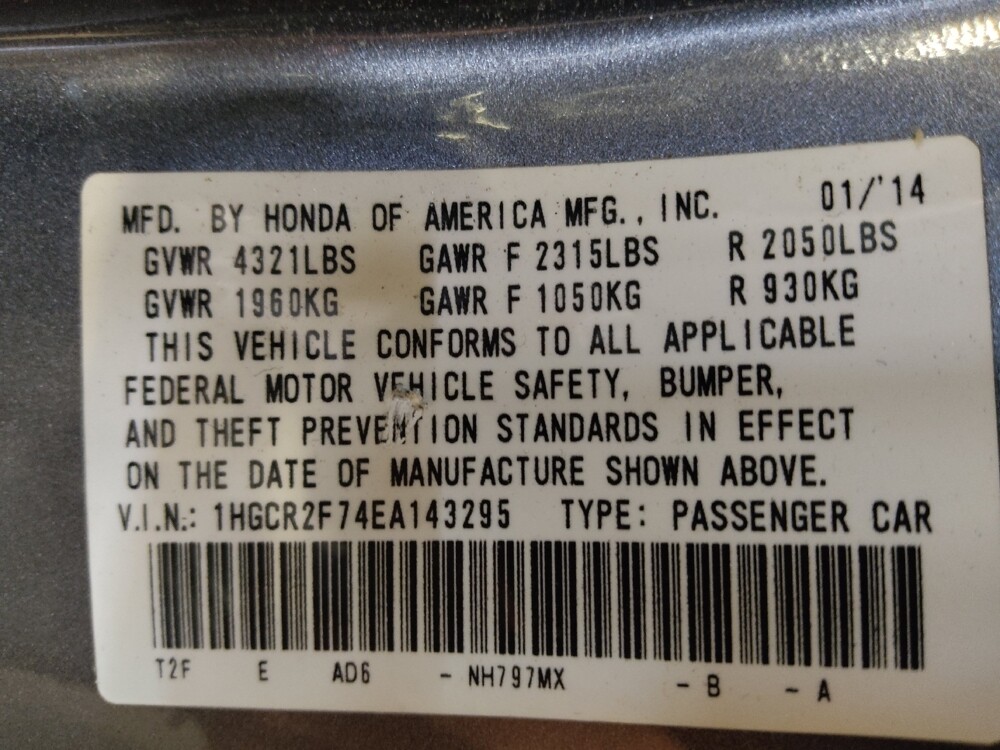 MFD. BY HONDA OF AMERICA MFG., INC. 01/'14
GVWR 4321LBS GAWR F 2315LBS R 2050LBS
GVWR 1960KG GAWR F 1050KG R 930KG
THIS VEHICLE CONFORMS TO ALL APPLICABLE
FEDERAL MOTOR VEHICLE SAFETY, BUMPER,
AND THEFT PREVENTION STANDARDS IN EFFECT
ON THE DATE OF MANUFACTURE SHOWN ABOVE.
V.I.N.: 1HGCR2F74EA143295 TYPE: PASSENGER CAR
T2F E AD6 - NH797MX - B - A